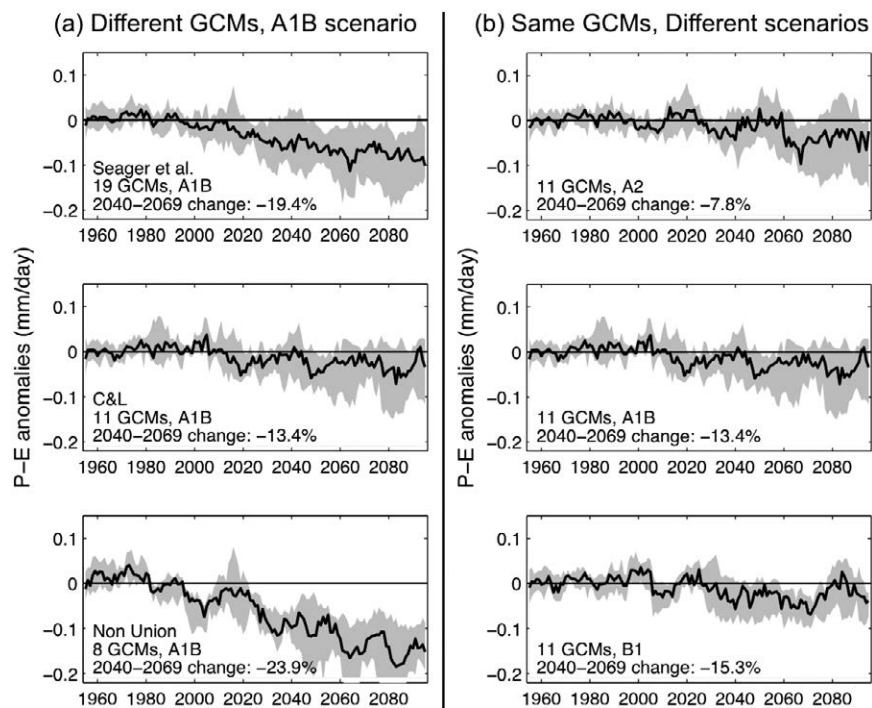 (a) Different GCMs, A1B scenario
(b) Same GCMs, Different scenarios
P–E anomalies (mm/day)
0.1
0
−0.1
−0.2
Seager et al.
19 GCMs, A1B
2040–2069 change: −19.4%
1960 1980 2000 2020 2040 2060 2080
0.1
0
−0.1
−0.2
C&L
11 GCMs, A1B
2040–2069 change: −13.4%
1960 1980 2000 2020 2040 2060 2080
0.1
0
−0.1
−0.2
Non Union
8 GCMs, A1B
2040–2069 change: −23.9%
1960 1980 2000 2020 2040 2060 2080
P–E anomalies (mm/day)
0.1
0
−0.1
−0.2
11 GCMs, A2
2040–2069 change: −7.8%
1960 1980 2000 2020 2040 2060 2080
0.1
0
−0.1
−0.2
11 GCMs, A1B
2040–2069 change: −13.4%
1960 1980 2000 2020 2040 2060 2080
0.1
0
−0.1
−0.2
11 GCMs, B1
2040–2069 change: −15.3%
1960 1980 2000 2020 2040 2060 2080